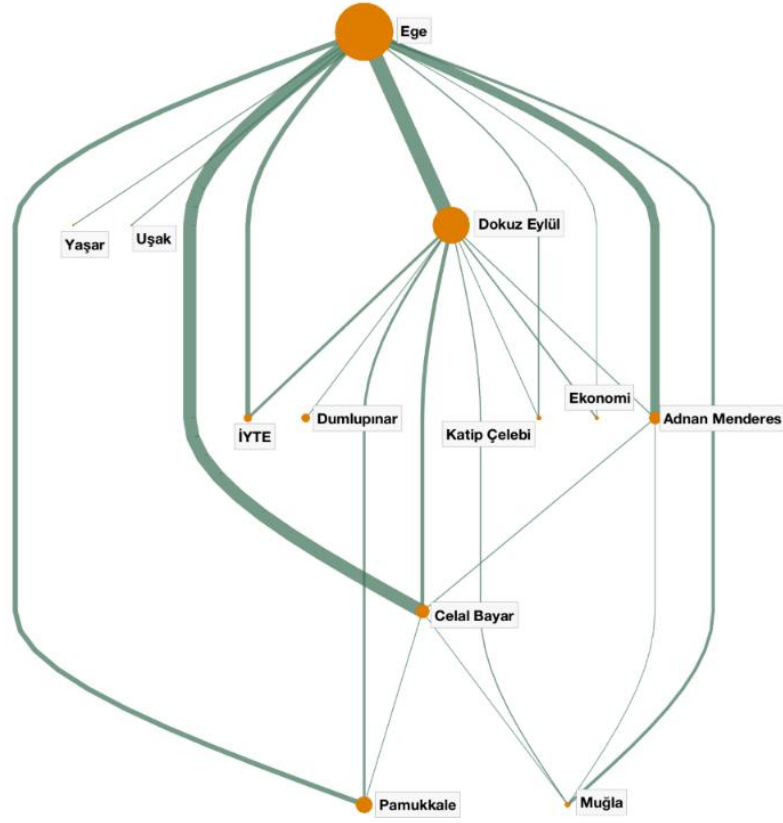 Ege
Dokuz Eylül
Yaşar
Uşak
Ekonomi
İYTE
Dumlupınar
Katip Çelebi
Adnan Menderes
Celal Bayar
Pamukkale
Muğla